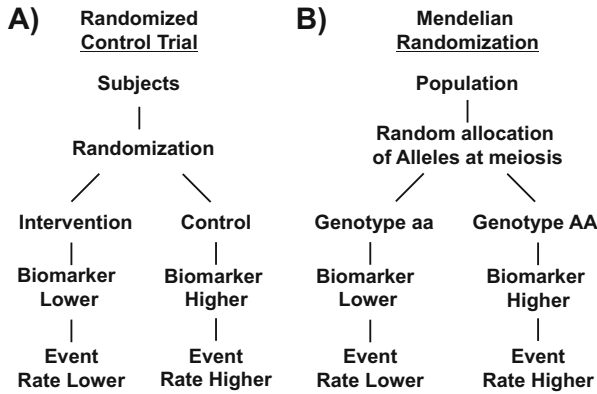 A)
Randomized
Control Trial
Subjects
Randomization
Intervention
Control
Biomarker
Lower
Biomarker
Higher
Event
Rate Lower
Event
Rate Higher
B)
Mendelian
Randomization
Population
Random allocation
of Alleles at meiosis
Genotype aa
Genotype AA
Biomarker
Lower
Biomarker
Higher
Event
Rate Lower
Event
Rate Higher